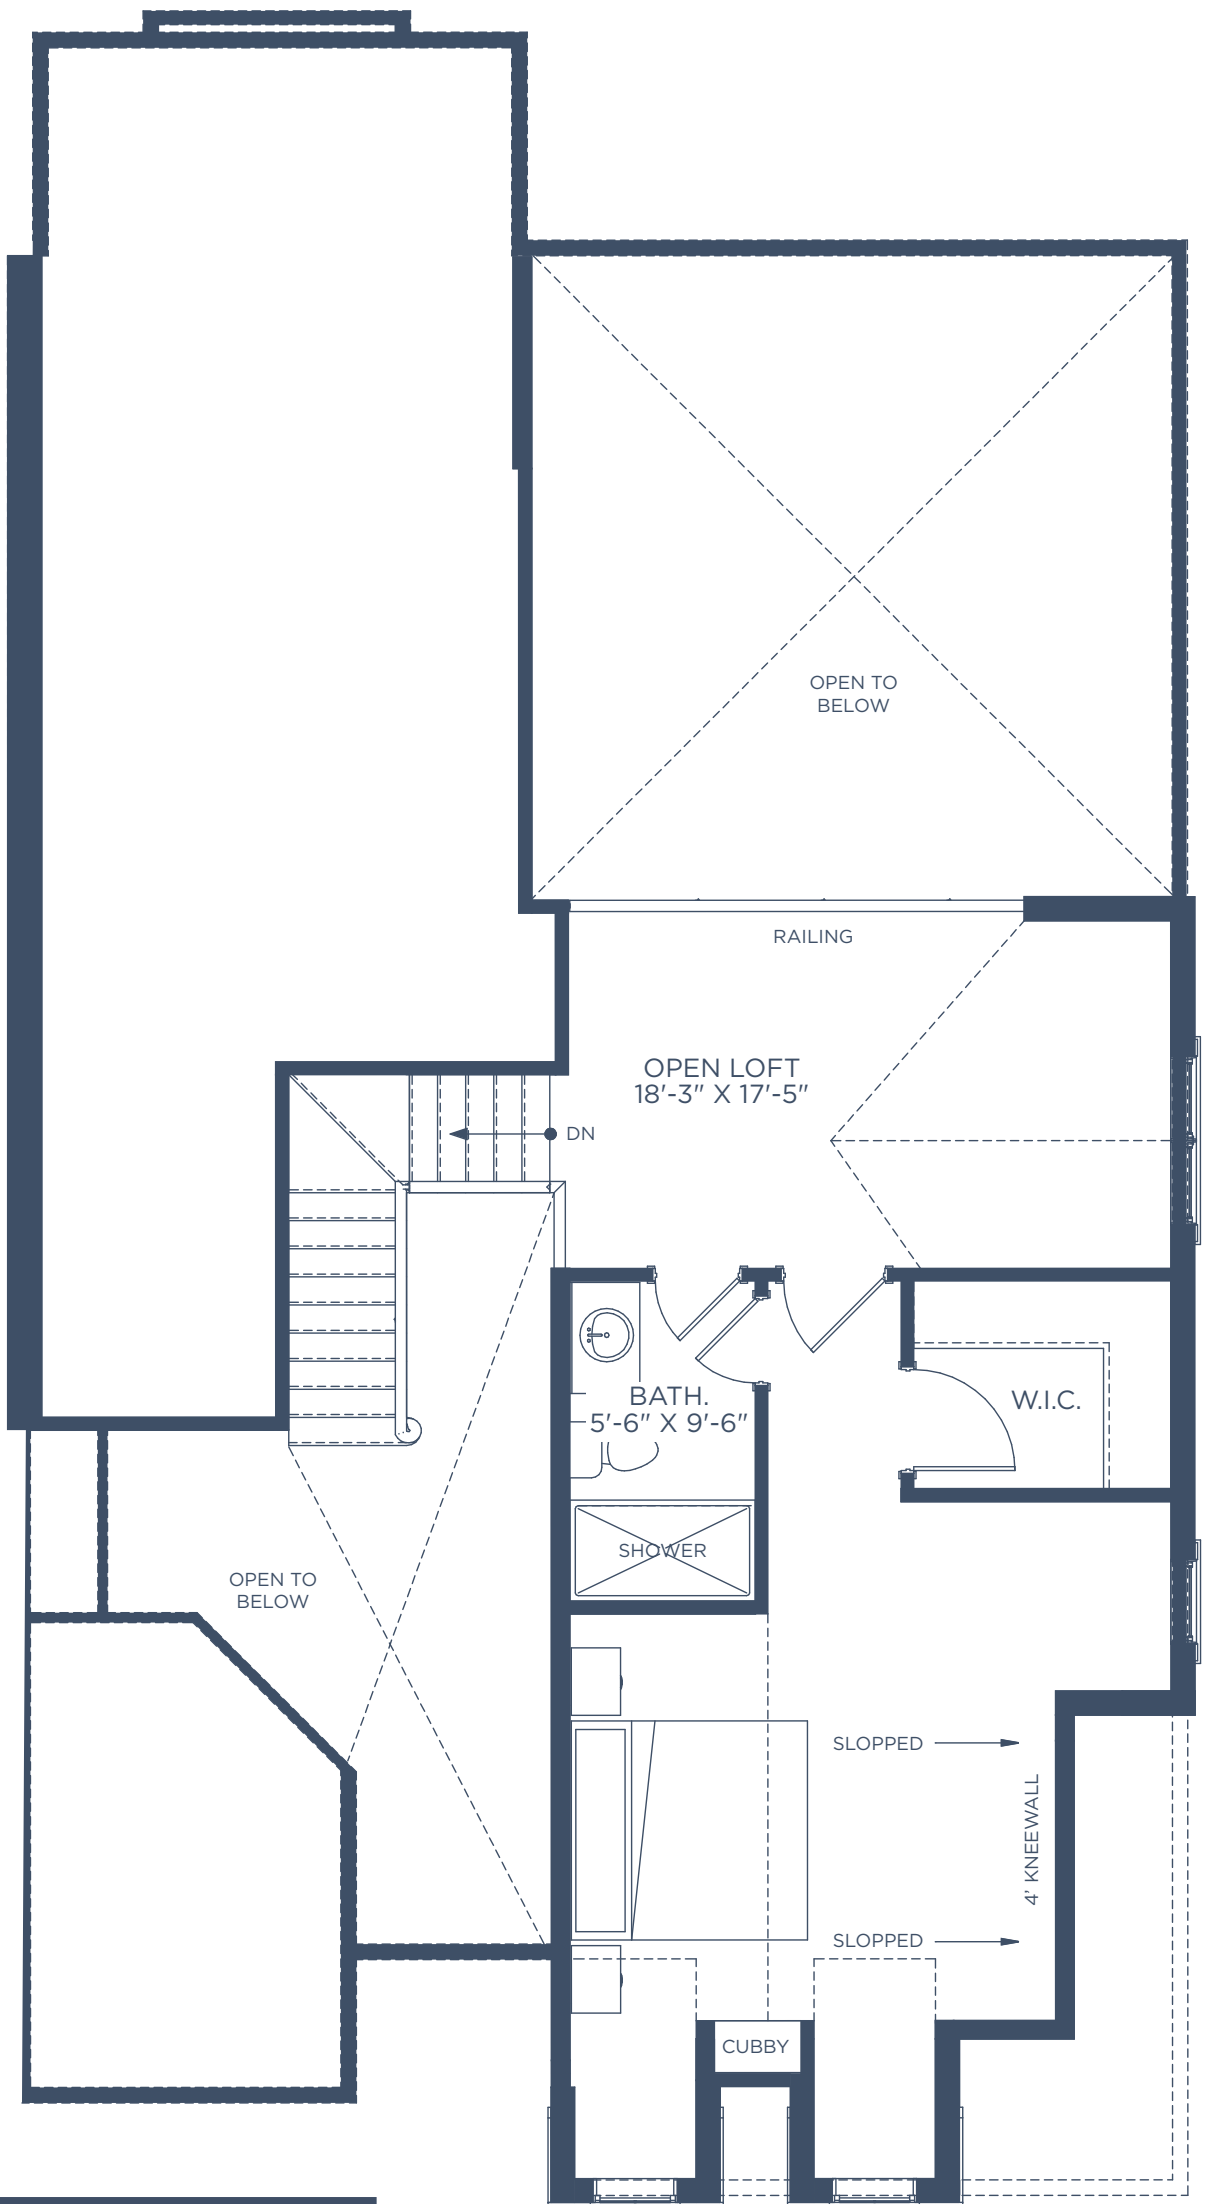 OPEN TO
BELOW
RAILING
OPEN LOFT
18'-3" X 17'-5"
DN
BATH.
5'-6" X 9'-6"
W.I.C.
SHOWER
OPEN TO
BELOW
SLOPPED
4' KNEEWALL
SLOPPED
CUBBY